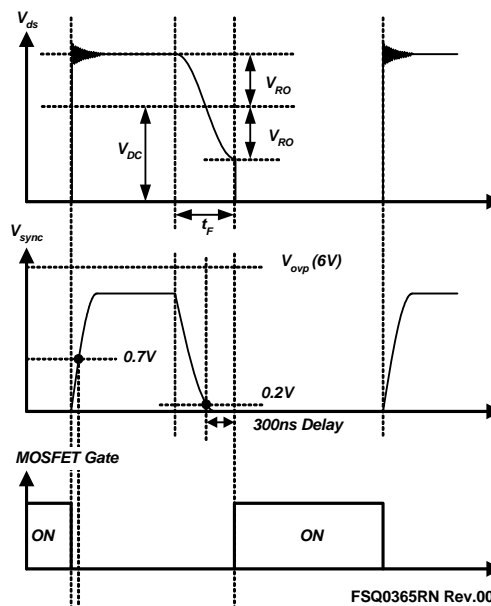 Vds
VRO
VRO
VDC
tF
Vsync
Vovp (6V)
0.7V
0.2V
300ns Delay
MOSFET Gate
ON
ON
FSQ0365RN Rev.00